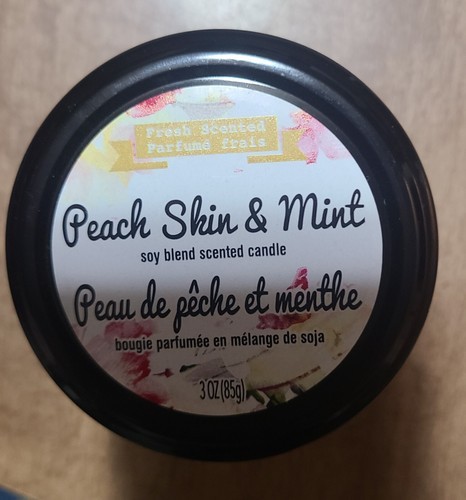 Fresh Scented
Parfumé frais
Peach Skin & Mint
soy blend scented candle
Peau de pêche et menthe
bougie parfumée en mélange de soja
3 OZ (85g)